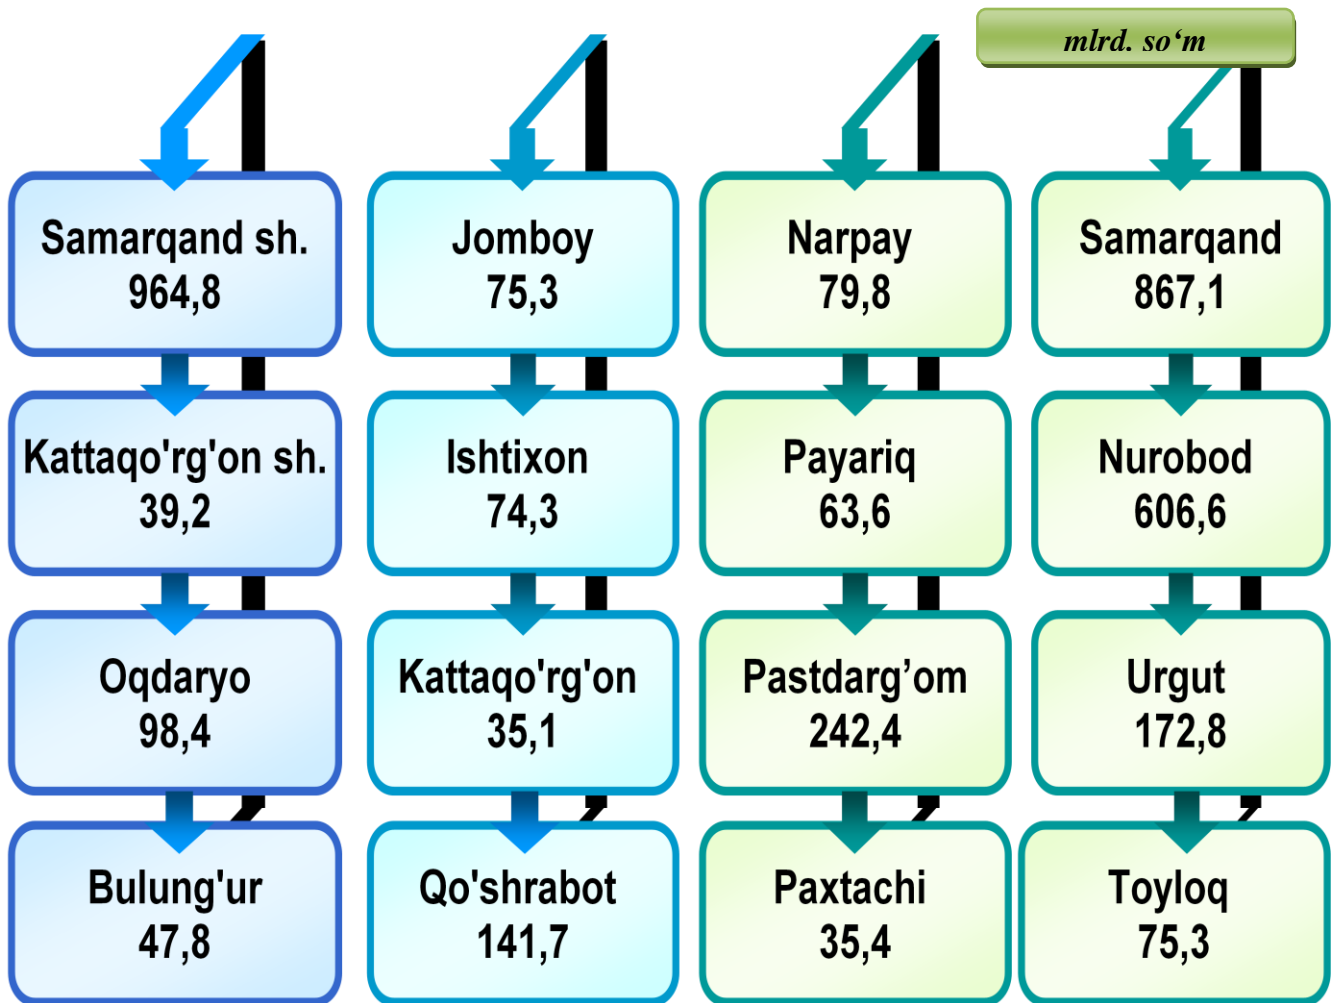 mlrd. so‘m
Samarqand sh.
964,8
Jomboy
75,3
Narpay
79,8
Samarqand
867,1
Kattaqo'rg'on sh.
39,2
Ishtixon
74,3
Payariq
63,6
Nurobod
606,6
Oqdaryo
98,4
Kattaqo'rg'on
35,1
Pastdarg’om
242,4
Urgut
172,8
Bulung'ur
47,8
Qo'shrabot
141,7
Paxtachi
35,4
Toyloq
75,3